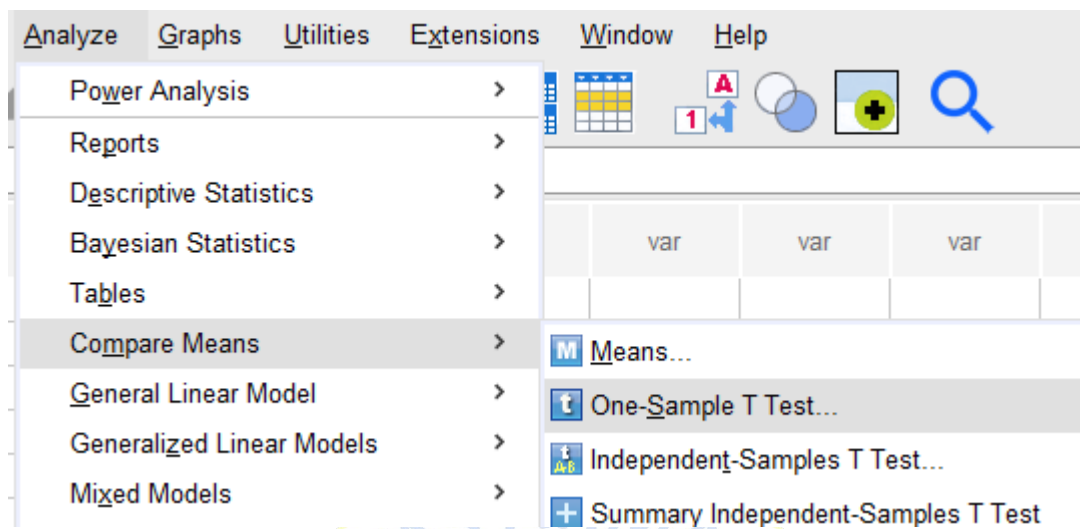 Analyze Graphs Utilities Extensions Window Help
Power Analysis
A
1
Reports
Descriptive Statistics
Bayesian Statistics
var var var
Tables
Compare Means
M Means...
General Linear Model
t One-Sample T Test...
Generalized Linear Models
t A-B Independent-Samples T Test...
Mixed Models
Summary Independent-Samples T Test